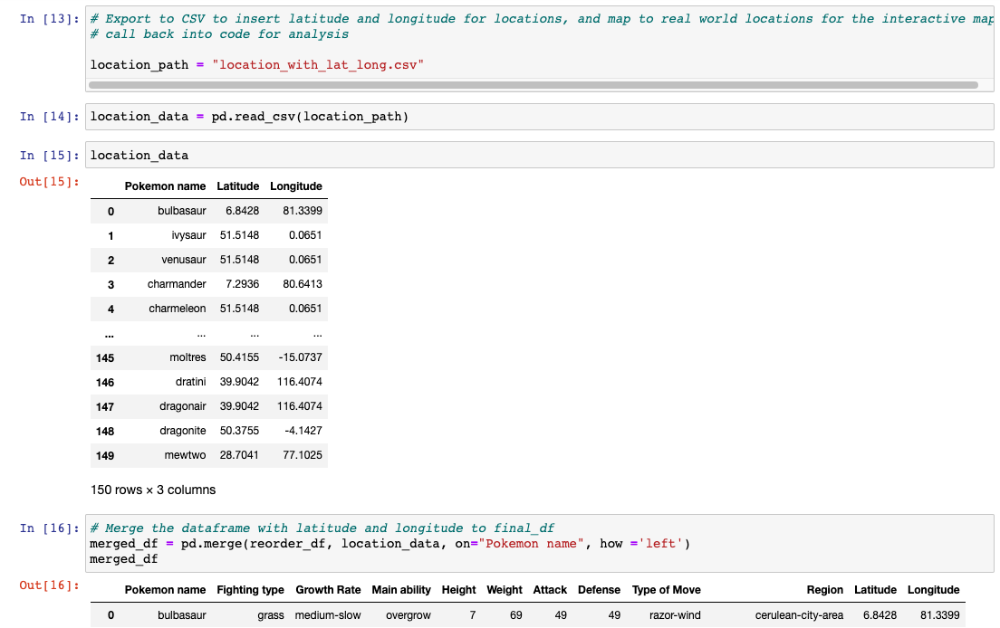 In [13]: # Export to CSV to insert latitude and longitude for locations, and map to real world locations for the interactive map
# call back into code for analysis
location_path = "location_with_lat_long.csv"
In [14]: location_data = pd.read_csv(location_path)
In [15]: location_data
Out[15]:
Pokemon name Latitude Longitude
0 bulbasaur 6.8428 81.3399
1 ivysaur 51.5148 0.0651
2 venusaur 51.5148 0.0651
3 charmander 7.2936 80.6413
4 charmeleon 51.5148 0.0651
... ... ... ...
145 moltres 50.4155 -15.0737
146 dratini 39.9042 116.4074
147 dragonair 39.9042 116.4074
148 dragonite 50.3755 -4.1427
149 mewtwo 28.7041 77.1025
150 rows × 3 columns
In [16]: # Merge the dataframe with latitude and longitude to final_df
merged_df = pd.merge(reorder_df, location_data, on="Pokemon name", how ='left')
merged_df
Out[16]:
Pokemon name Fighting type Growth Rate Main ability Height Weight Attack Defense Type of Move Region Latitude Longitude
0 bulbasaur grass medium-slow overgrow 7 69 49 49 razor-wind cerulean-city-area 6.8428 81.3399